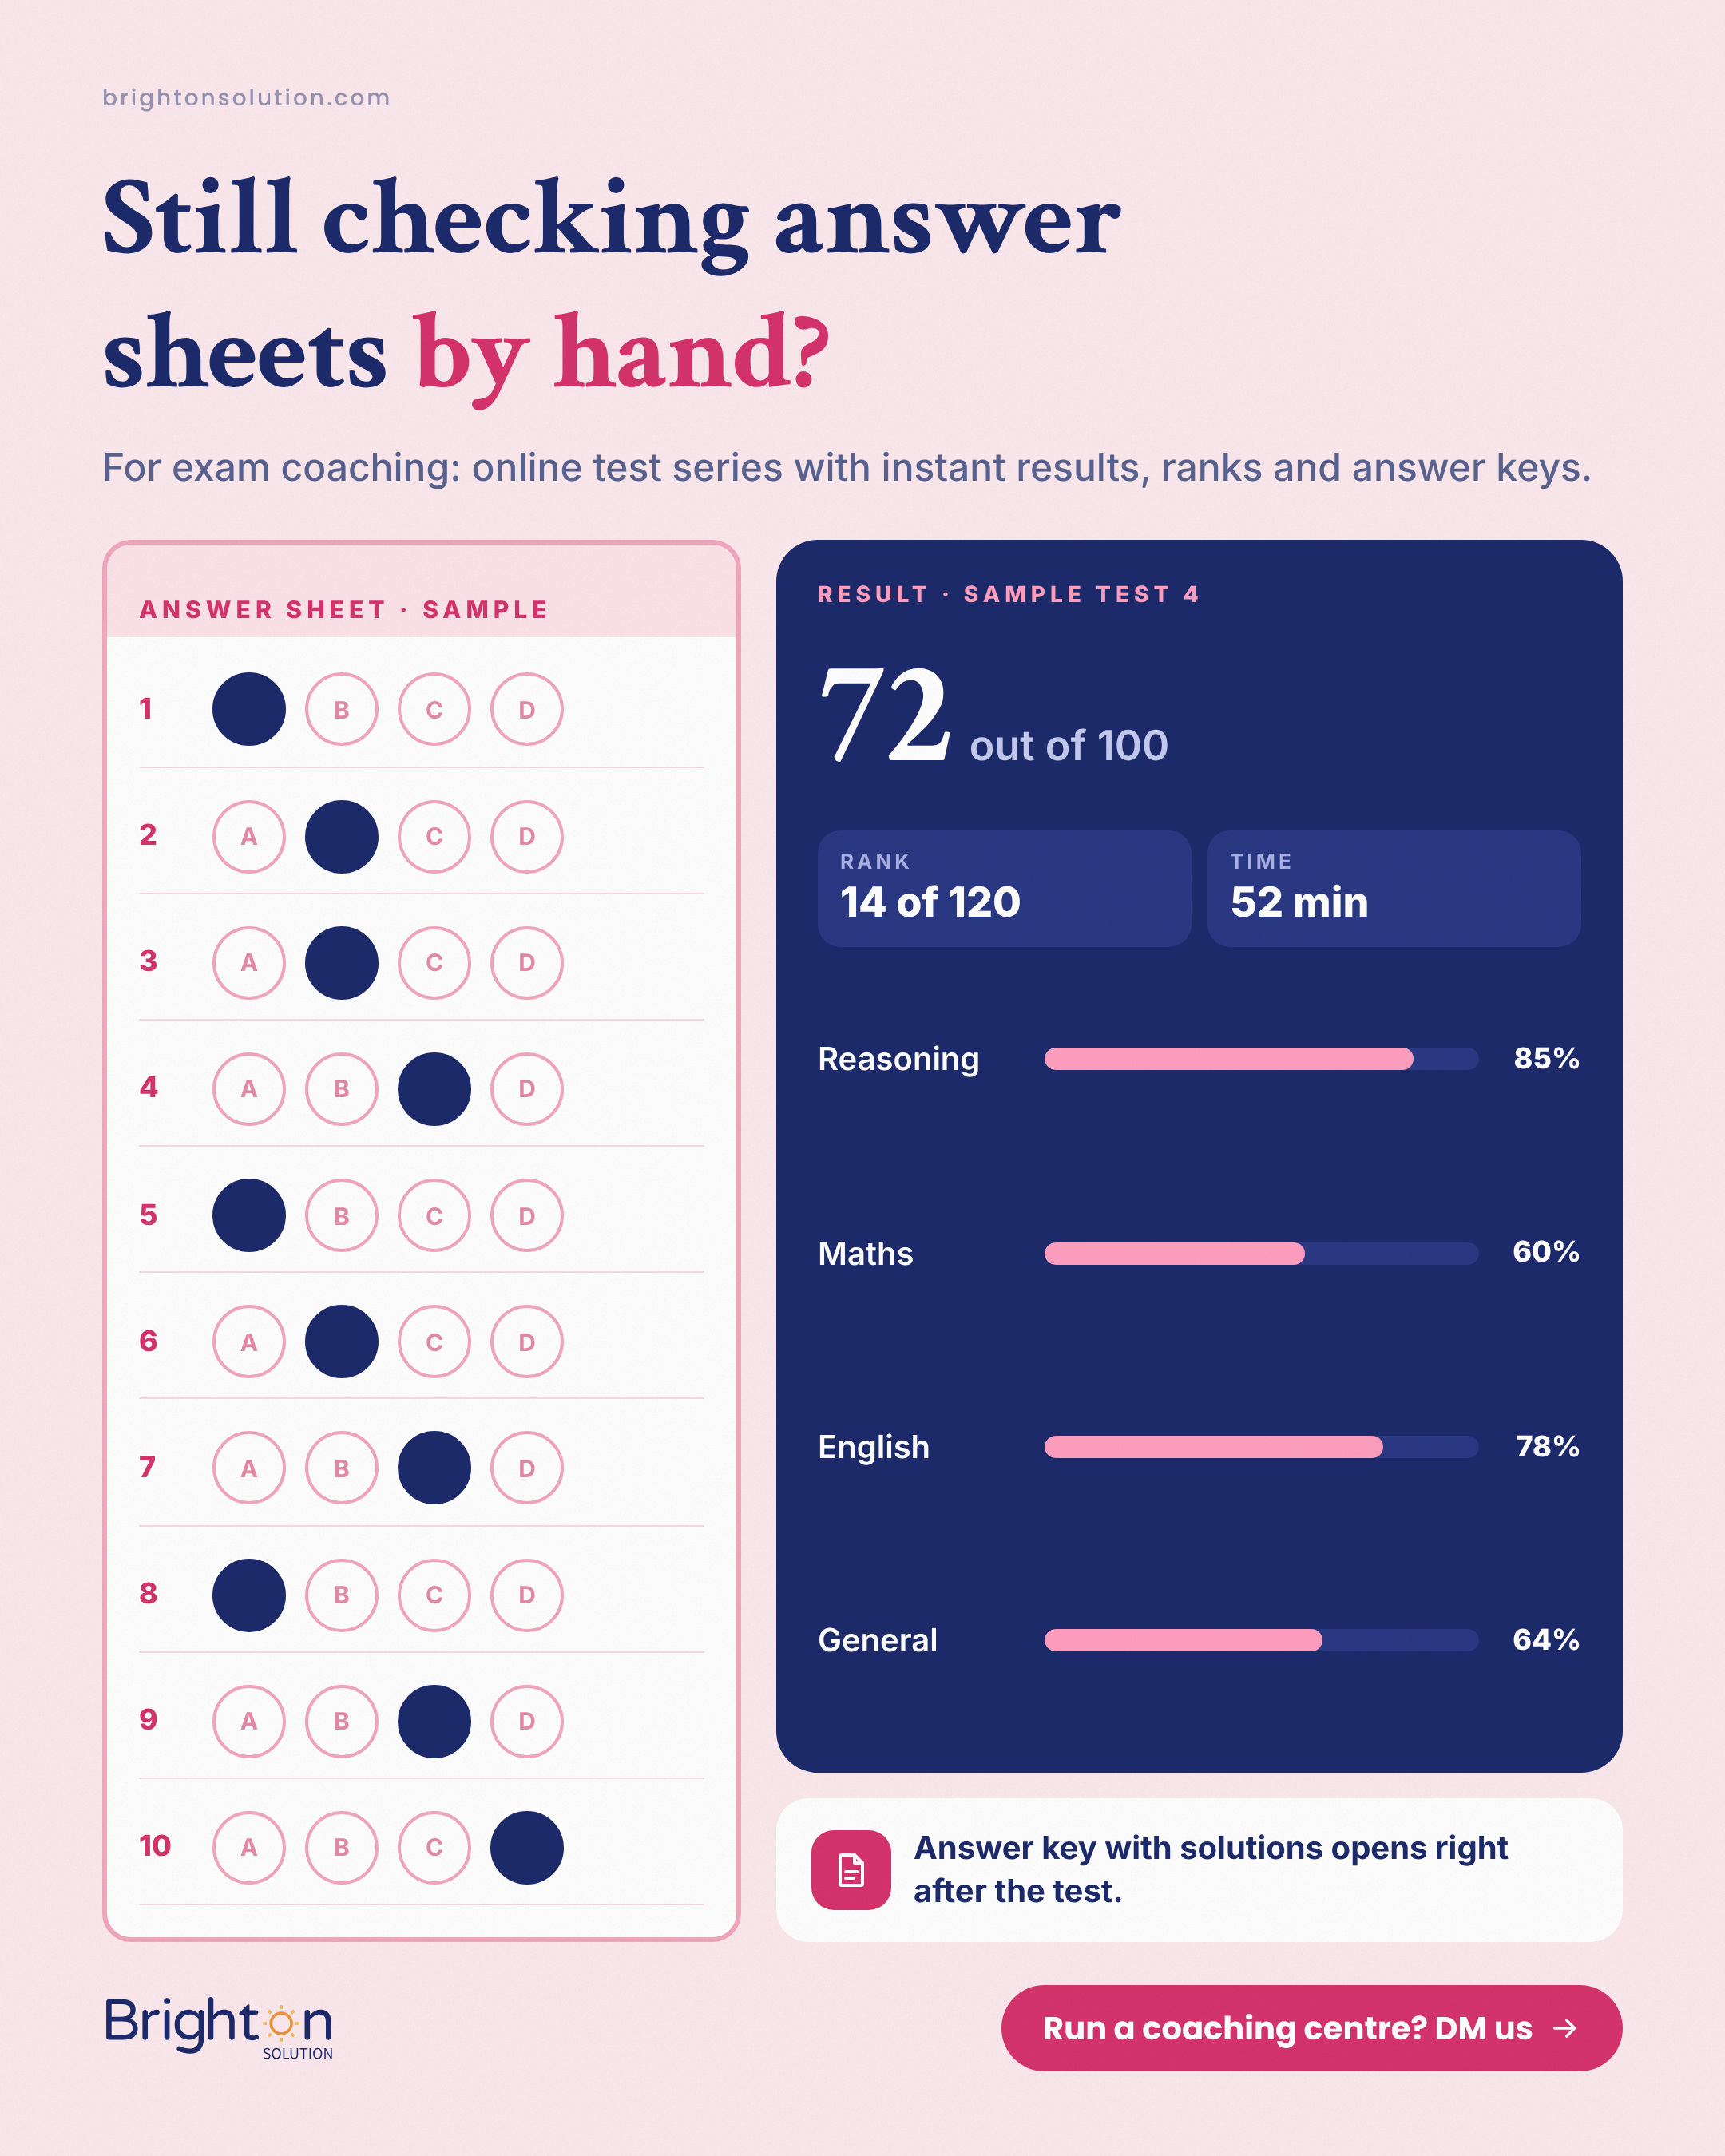 brightonsolution.com
Still checking answer
sheets by hand?
For exam coaching: online test series with instant results, ranks and answer keys.
ANSWER SHEET · SAMPLE
1 B C D
2 A C D
3 A C D
4 A B D
5 B C D
6 A C D
7 A B D
8 B C D
9 A B D
10 A B C
RESULT · SAMPLE TEST 4
72 out of 100
RANK
14 of 120
TIME
52 min
Reasoning 85%
Maths 60%
English 78%
General 64%
Answer key with solutions opens right
after the test.
Brighton
SOLUTION
Run a coaching centre? DM us →